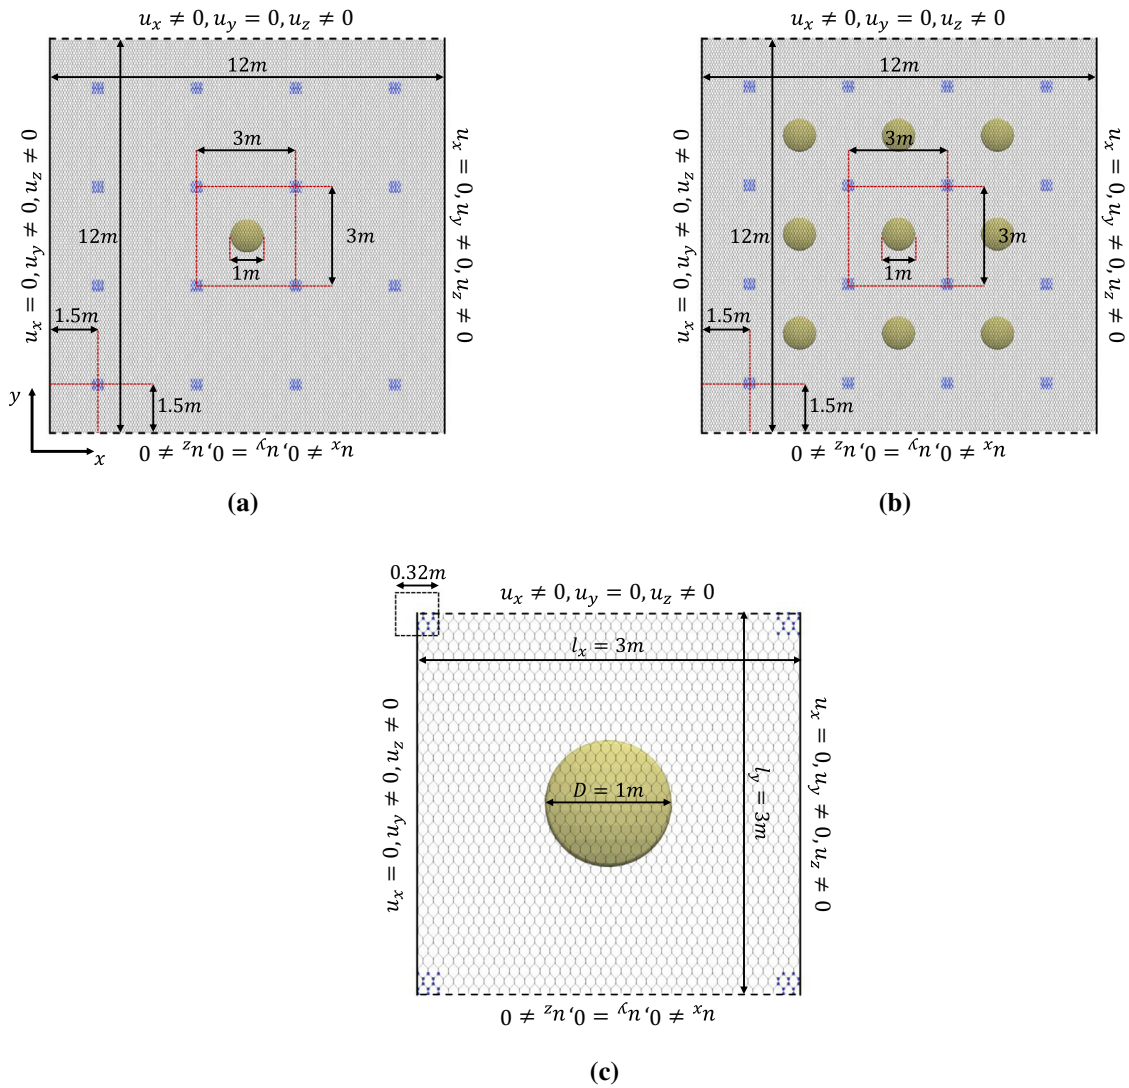 u_x ≠ 0, u_y = 0, u_z ≠ 0
12m
3m
u_x = 0, u_y ≠ 0, u_z ≠ 0
12m
3m
1m
1.5m
1.5m
u_x = 0, u_y ≠ 0, u_z ≠ 0
y
x
u_x ≠ 0, u_y = 0, u_z ≠ 0
(a)
u_x ≠ 0, u_y = 0, u_z ≠ 0
12m
3m
u_x = 0, u_y ≠ 0, u_z ≠ 0
12m
3m
1m
1.5m
1.5m
u_x = 0, u_y ≠ 0, u_z ≠ 0
u_x ≠ 0, u_y = 0, u_z ≠ 0
(b)
0.32m
u_x ≠ 0, u_y = 0, u_z ≠ 0
l_x = 3m
u_x = 0, u_y ≠ 0, u_z ≠ 0
D = 1m
l_y = 3m
u_x = 0, u_y ≠ 0, u_z ≠ 0
u_x ≠ 0, u_y = 0, u_z ≠ 0
(c)